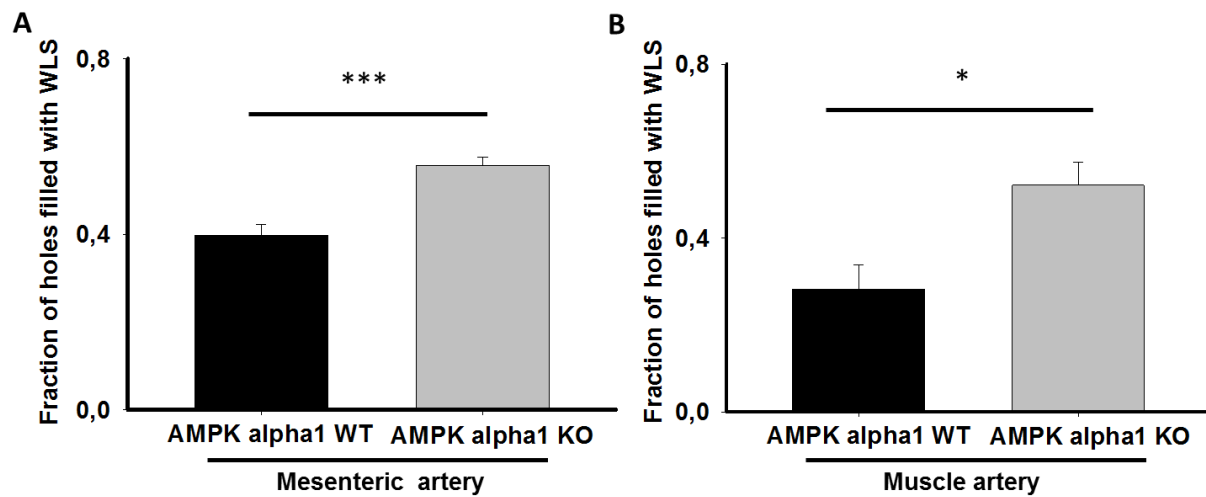 A
Fraction of holes filled with WLS
0,8
0,4
0,0
***
AMPK alpha1 WT
AMPK alpha1 KO
Mesenteric artery
B
Fraction of holes filled with WLS
0,8
0,4
0,0
*
AMPK alpha1 WT
AMPK alpha1 KO
Muscle artery